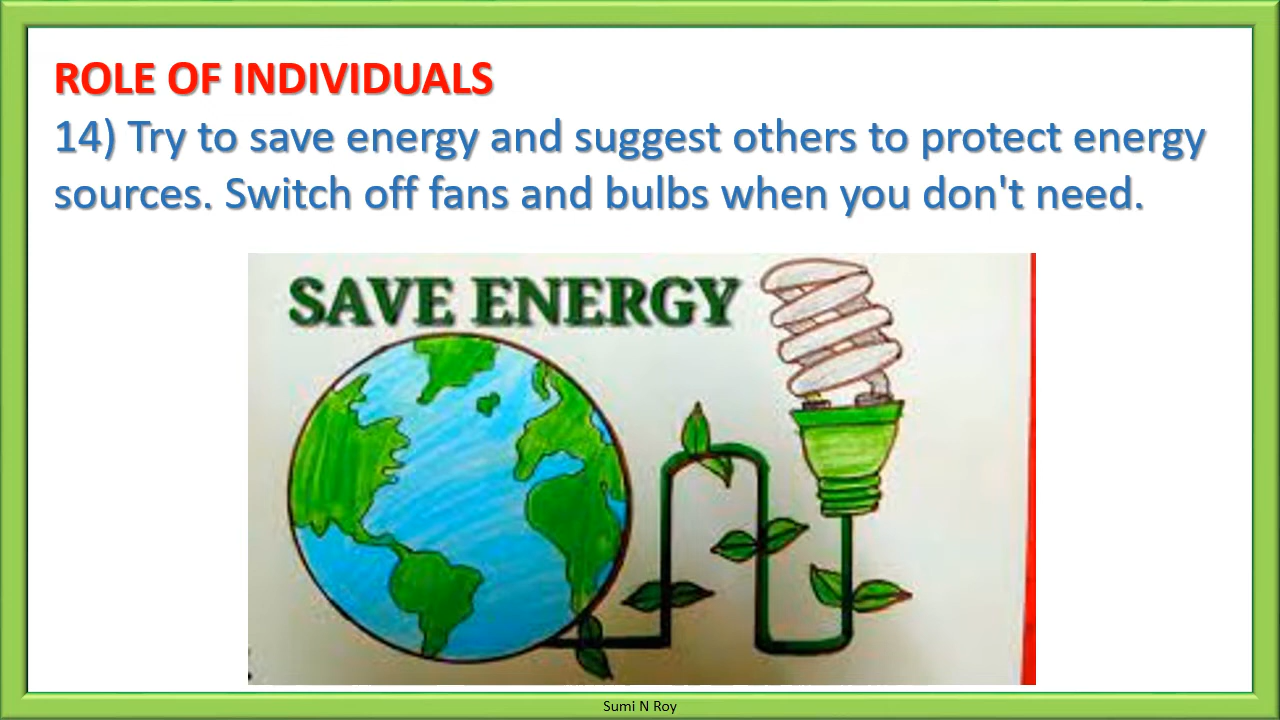 ROLE OF INDIVIDUALS
14) Try to save energy and suggest others to protect energy
sources. Switch off fans and bulbs when you don't need.
SAVE ENERGY
Sumi N Roy